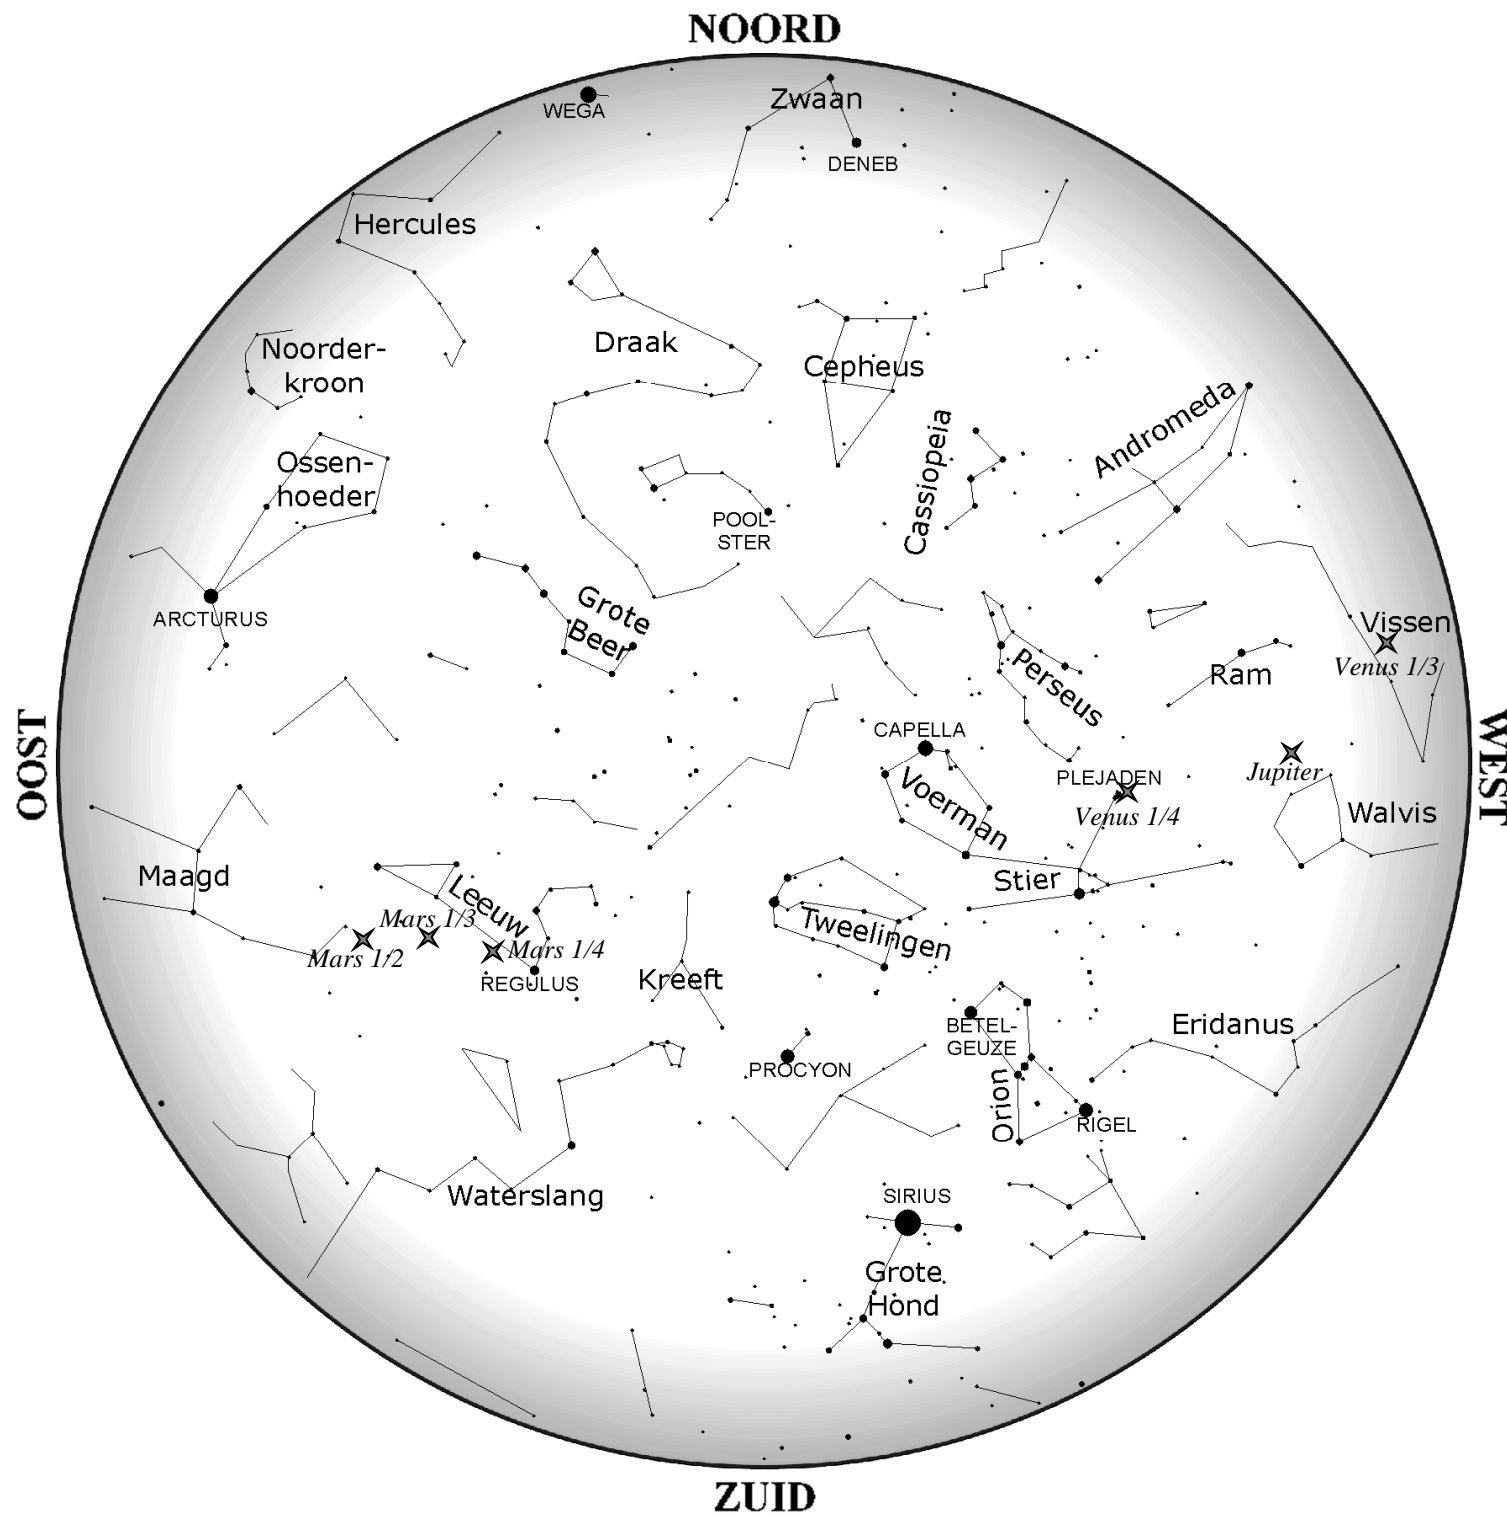 NOORD
WEGA
Zwaan
DENEB
Hercules
Draak
Noorder-
kroon
Cepheus
Andromeda
Cassiopeia
Ossen-
hoeder
POOL-
STER
ARCTURUS
Grote
Beer
Vissen
Venus 1/3
Perseus
Ram
OOST
WEST
CAPELLA
Jupiter
PLEJADEN
Voerman
Venus 1/4
Walvis
Maagd
Stier
Leeuw
Mars 1/3
Mars 1/2
Mars 1/4
REGULUS
Tweelingen
Kreeft
BETEL-
GEUZE
Eridanus
PROCYON
Orion
RIGEL
Waterslang
SIRIUS
Grote
Hond
ZUID